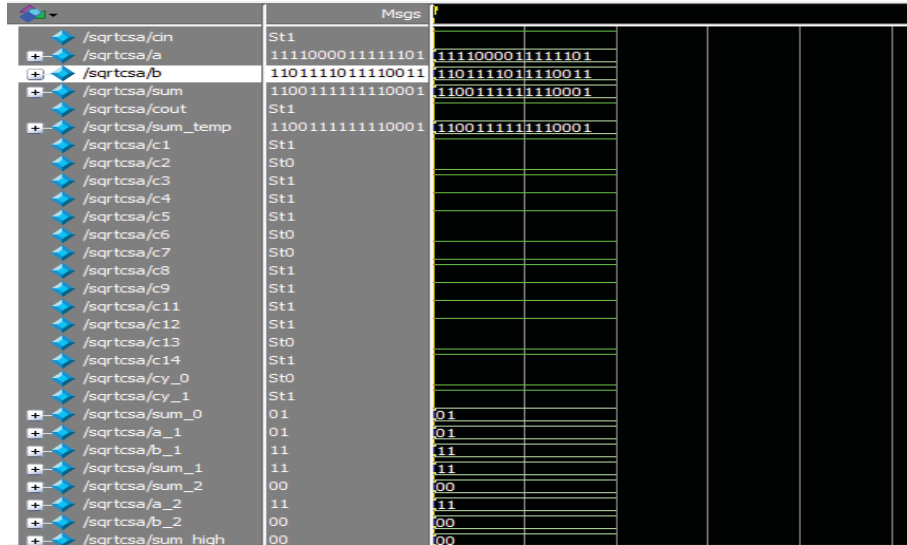 Msgs
/sqrtcsa/cin St1
/sqrtcsa/a 1111000011111101 1111000011111101
/sqrtcsa/b 1101111011110011 1101111011110011
/sqrtcsa/sum 1100111111110001 1100111111110001
/sqrtcsa/cout St1
/sqrtcsa/sum_temp 1100111111110001 1100111111110001
/sqrtcsa/c1 St1
/sqrtcsa/c2 St0
/sqrtcsa/c3 St1
/sqrtcsa/c4 St1
/sqrtcsa/c5 St1
/sqrtcsa/c6 St0
/sqrtcsa/c7 St0
/sqrtcsa/c8 St1
/sqrtcsa/c9 St1
/sqrtcsa/c11 St1
/sqrtcsa/c12 St1
/sqrtcsa/c13 St0
/sqrtcsa/c14 St1
/sqrtcsa/cy_0 St0
/sqrtcsa/cy_1 St1
/sqrtcsa/sum_0 01 01
/sqrtcsa/a_1 01 01
/sqrtcsa/b_1 11 11
/sqrtcsa/sum_1 11 11
/sqrtcsa/sum_2 00 00
/sqrtcsa/a_2 11 11
/sqrtcsa/b_2 00 00
/sqrtcsa/sum_high 00 00